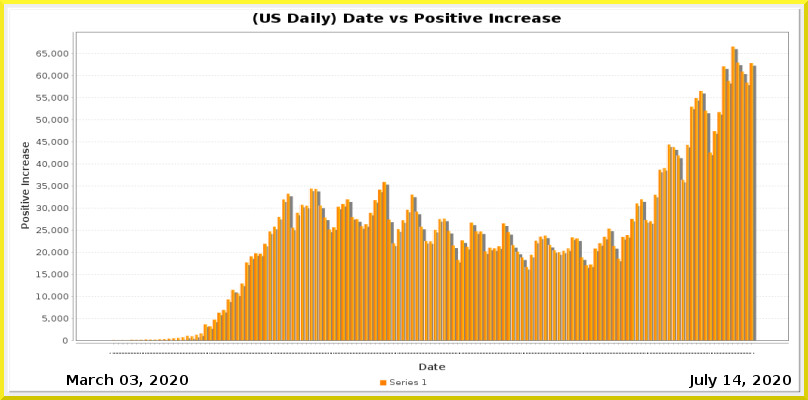 (US Daily) Date vs Positive Increase
65,000
60,000
55,000
50,000
45,000
40,000
35,000
30,000
25,000
20,000
15,000
10,000
5,000
0
Positive Increase
Date
March 03, 2020
Series 1
July 14, 2020